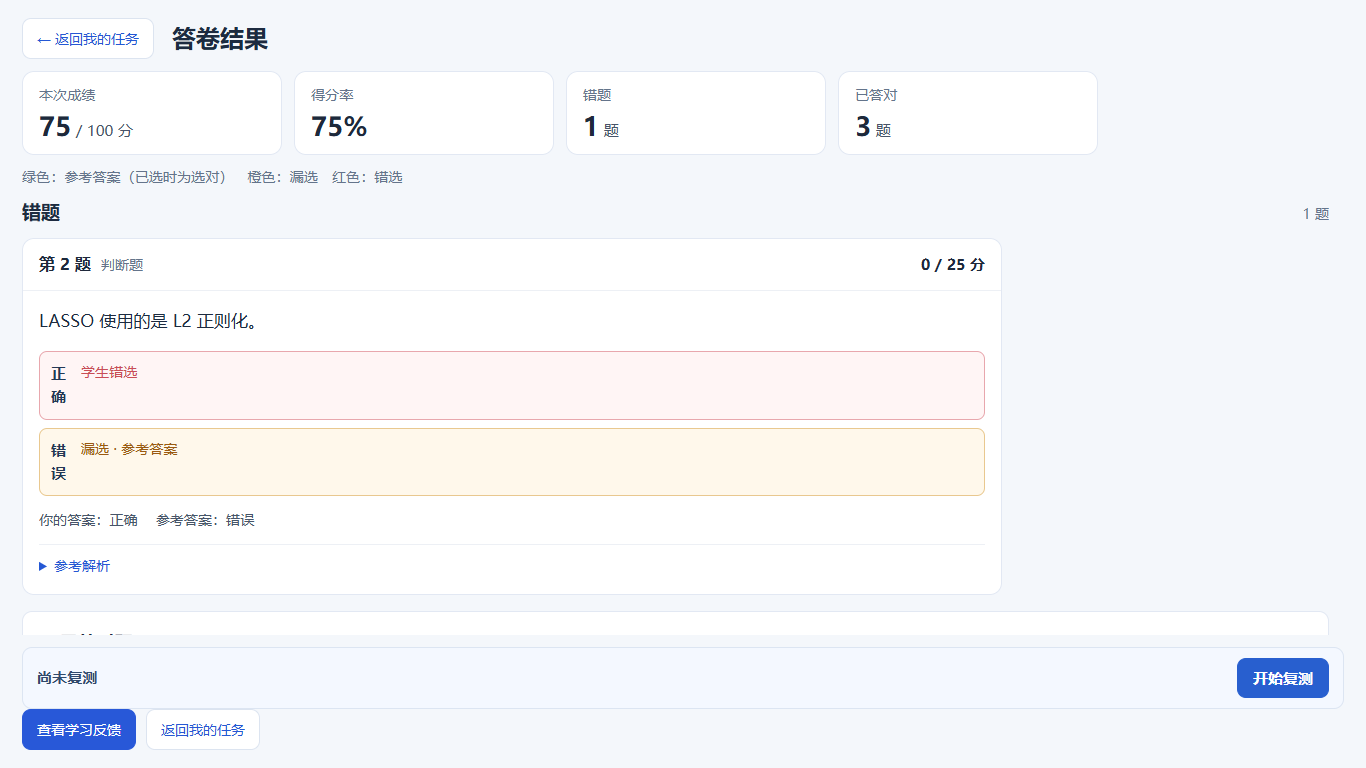 ← 返回我的任务
答卷结果
本次成绩
75 / 100 分
得分率
75%
错题
1 题
已答对
3 题
绿色：参考答案（已选时为选对） 橙色：漏选 红色：错选
错题
1 题
第 2 题 判断题
0 / 25 分
LASSO 使用的是 L2 正则化。
正确
学生错选
错误
漏选 · 参考答案
你的答案：正确 参考答案：错误
▶ 参考解析
尚未复测
开始复测
查看学习反馈
返回我的任务